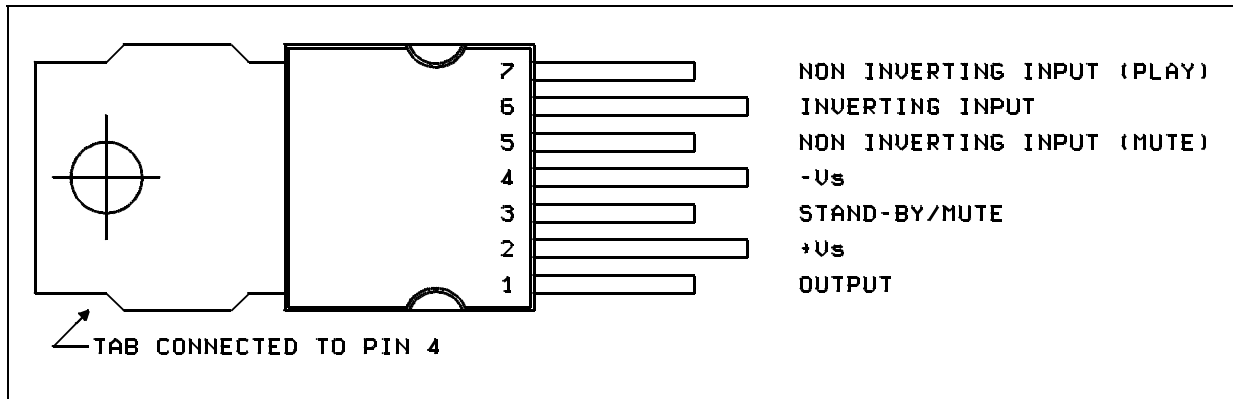 7 NON INVERTING INPUT (PLAY)
6 INVERTING INPUT
5 NON INVERTING INPUT (MUTE)
4 -Vs
3 STAND-BY/MUTE
2 +Vs
1 OUTPUT
TAB CONNECTED TO PIN 4